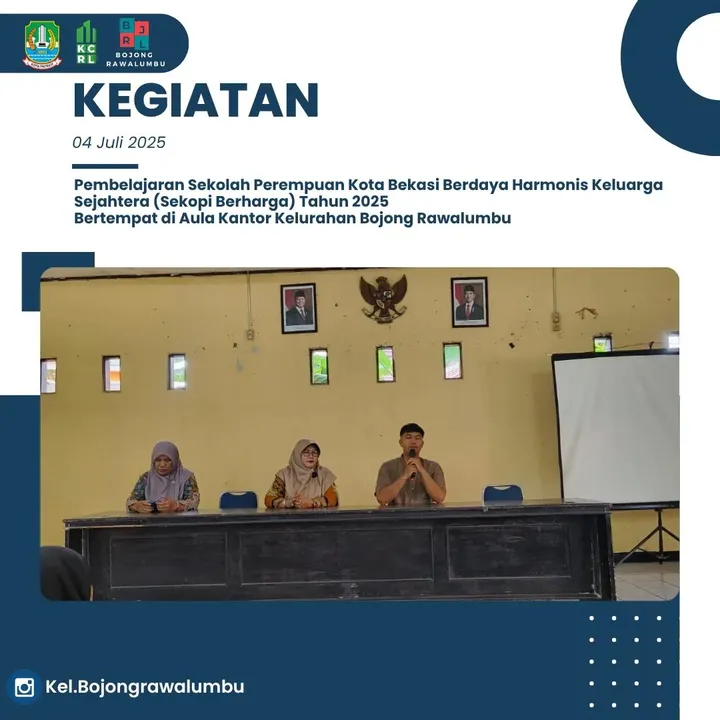 KCRL
BRJL
BOJONG
RAWALUMBU
KEGIATAN
04 Juli 2025
Pembelajaran Sekolah Perempuan Kota Bekasi Berdaya Harmonis Keluarga
Sejahtera (Sekopi Berharga) Tahun 2025
Bertempat di Aula Kantor Kelurahan Bojong Rawalumbu
Kel.Bojongrawalumbu